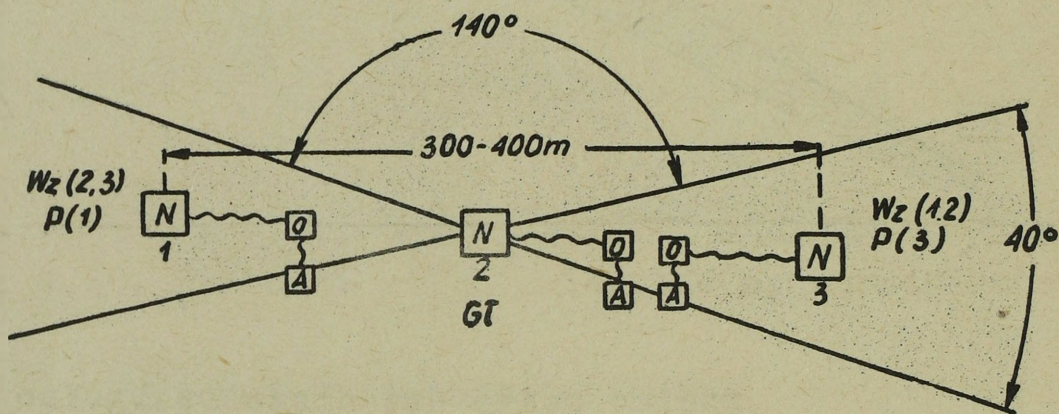 140°
300-400m
Wz (2,3)
P(1)
N
1
O
A
N
2
GT
O
A
O
A
N
3
Wz (1,2)
P(3)
40°